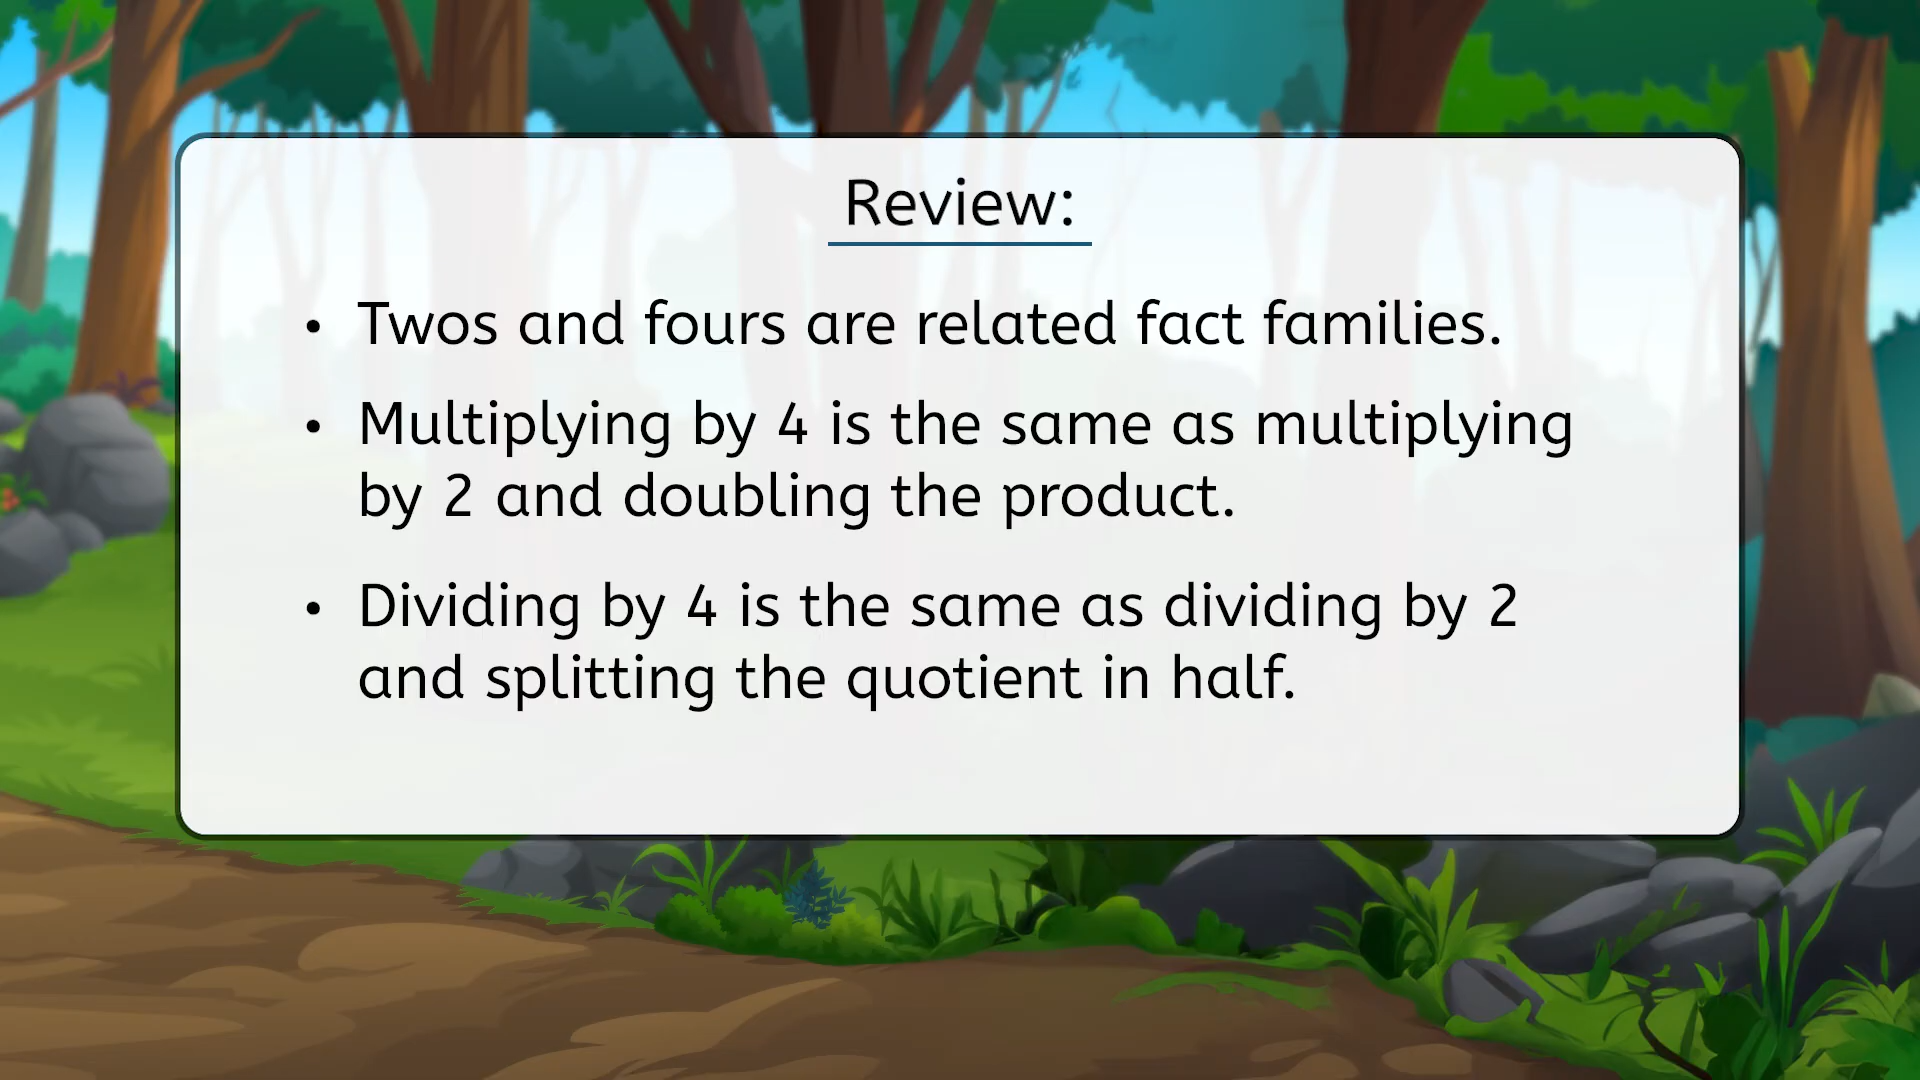 Review:
• Twos and fours are related fact families.
• Multiplying by 4 is the same as multiplying
by 2 and doubling the product.
• Dividing by 4 is the same as dividing by 2
and splitting the quotient in half.